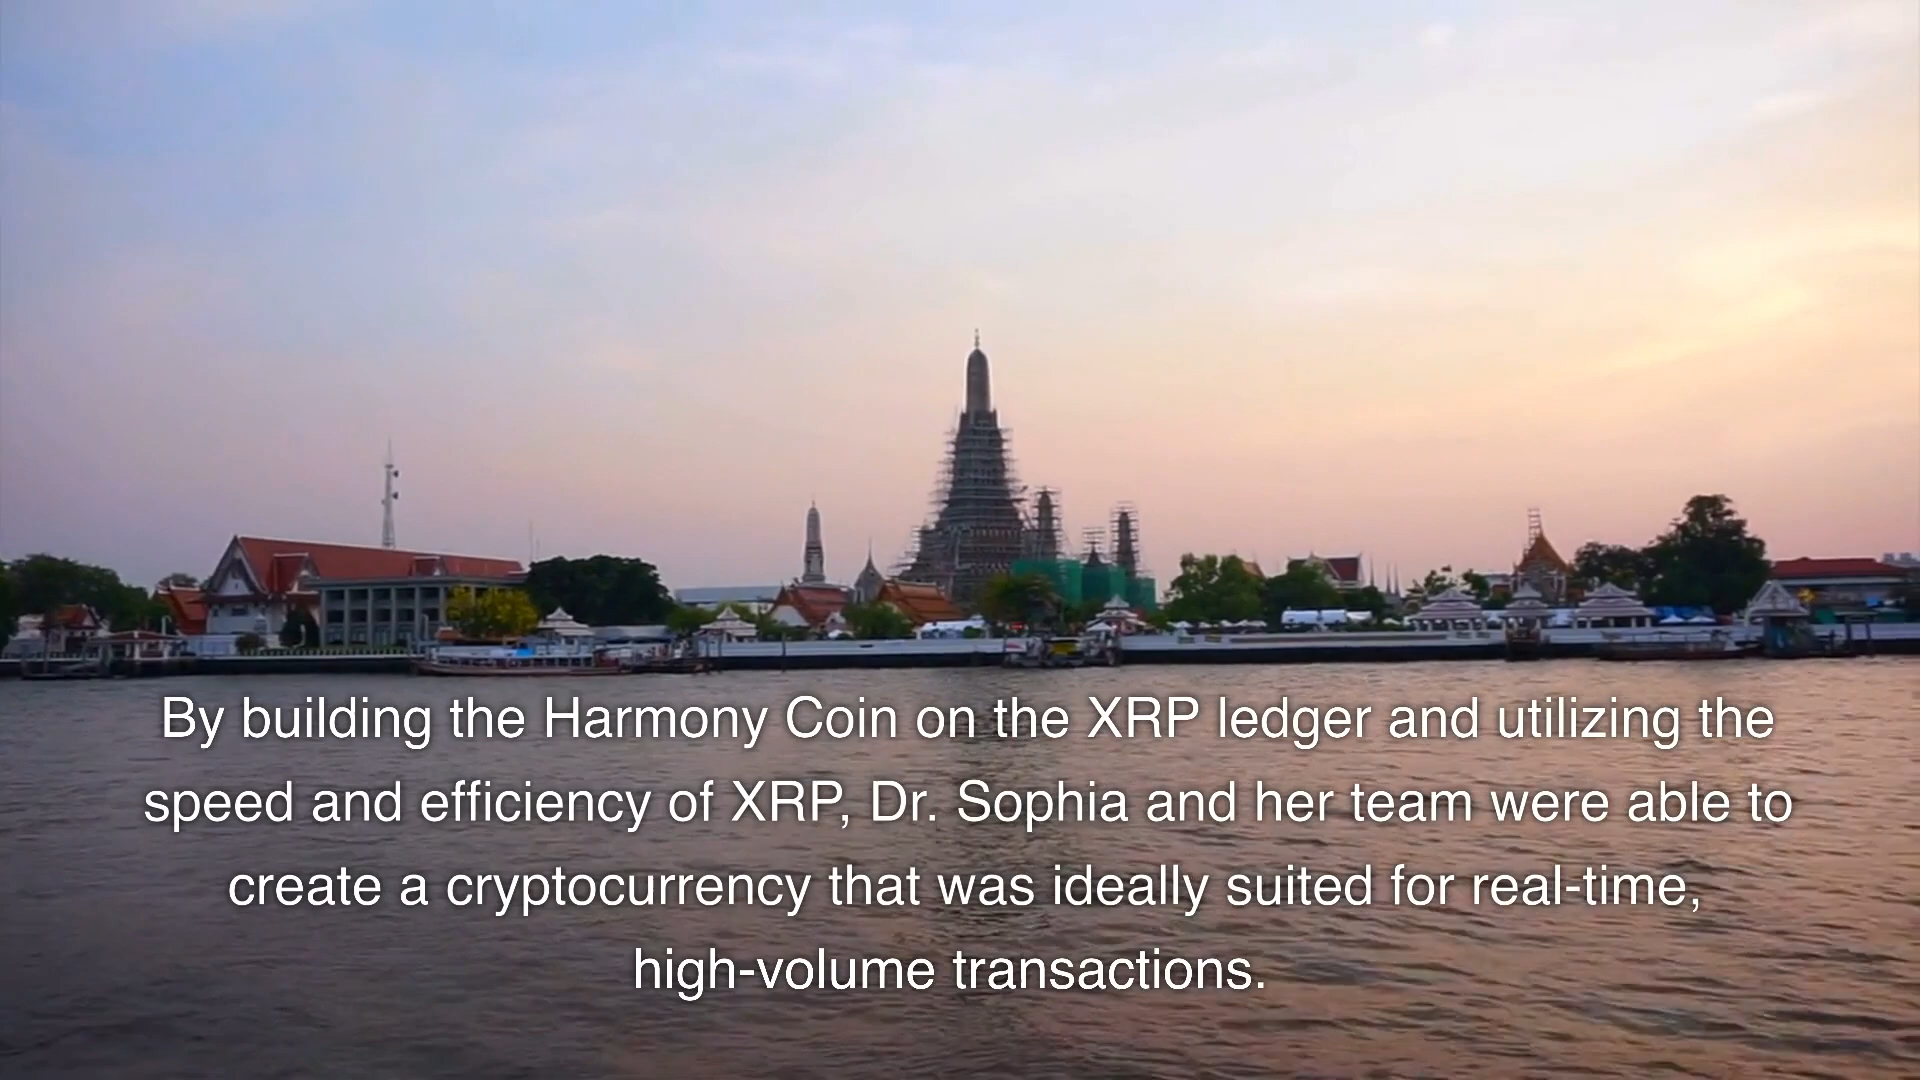 By building the Harmony Coin on the XRP ledger and utilizing the
speed and efficiency of XRP, Dr. Sophia and her team were able to
create a cryptocurrency that was ideally suited for real-time,
high-volume transactions.